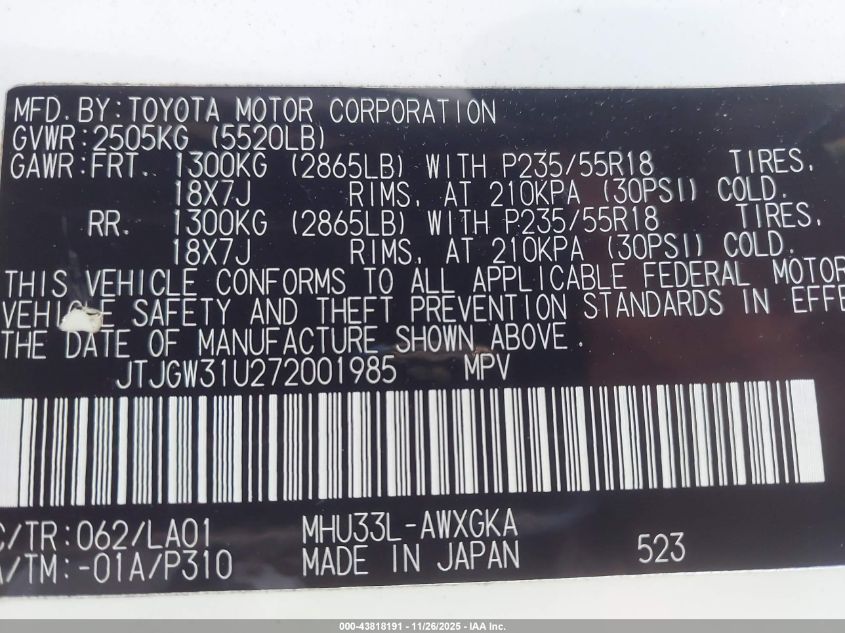 MFD. BY: TOYOTA MOTOR CORPORATION
GVWR: 2505KG (5520LB)
GAWR: FRT. 1300KG (2865LB) WITH P235/55R18 TIRES.
18X7J RIMS. AT 210KPA (30PSI) COLD.
RR. 1300KG (2865LB) WITH P235/55R18 TIRES,
18X7J RIMS, AT 210KPA (30PSI) COLD.
THIS VEHICLE CONFORMS TO ALL APPLICABLE FEDERAL MOTOR
VEHICLE SAFETY AND THEFT PREVENTION STANDARDS IN EFFE
THE DATE OF MANUFACTURE SHOWN ABOVE.
JTJGW31U272001985 MPV
C/TR: 062/LA01 MHU33L-AWXGKA
A/TM: -01A/P310 MADE IN JAPAN 523
000-43818191 - 11/26/2025 - IAA Inc.